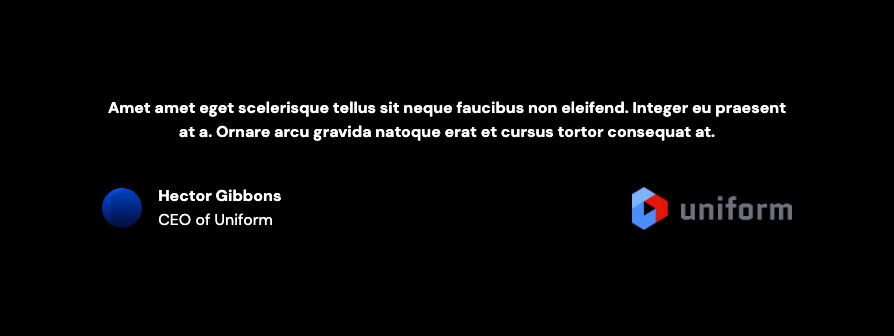 Amet amet eget scelerisque tellus sit neque faucibus non eleifend. Integer eu praesent
at a. Ornare arcu gravida natoque erat et cursus tortor consequat at.
Hector Gibbons
CEO of Uniform
uniform